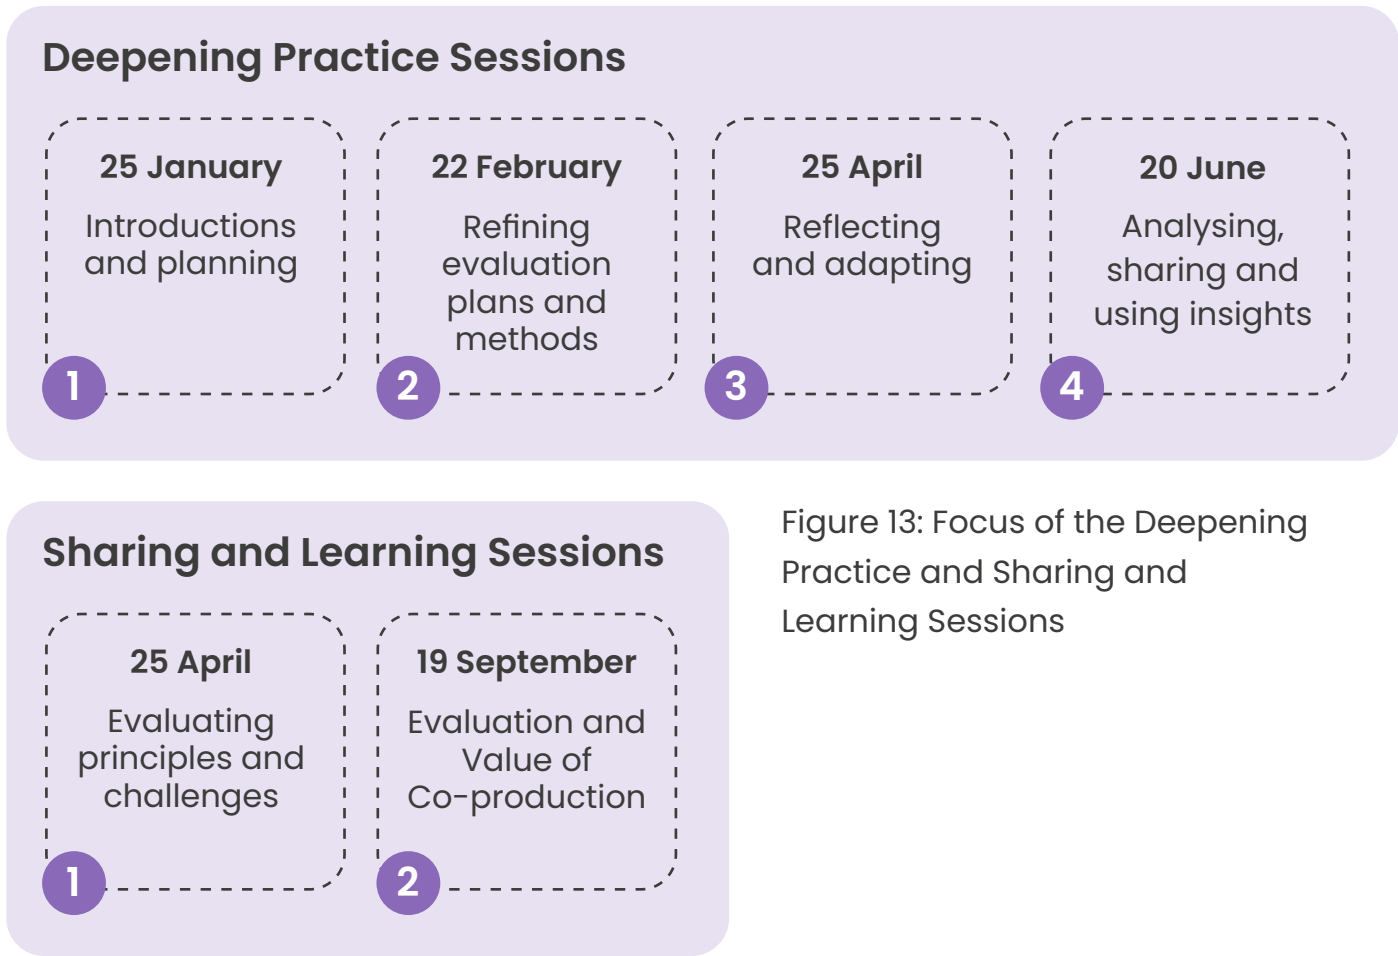 Deepening Practice Sessions
25 January
Introductions
and planning
1
22 February
Refining
evaluation
plans and
methods
2
25 April
Reflecting
and adapting
3
20 June
Analysing,
sharing and
using insights
4
Sharing and Learning Sessions
25 April
Evaluating
principles and
challenges
1
19 September
Evaluation and
Value of
Co-production
2
Figure 13: Focus of the Deepening
Practice and Sharing and
Learning Sessions